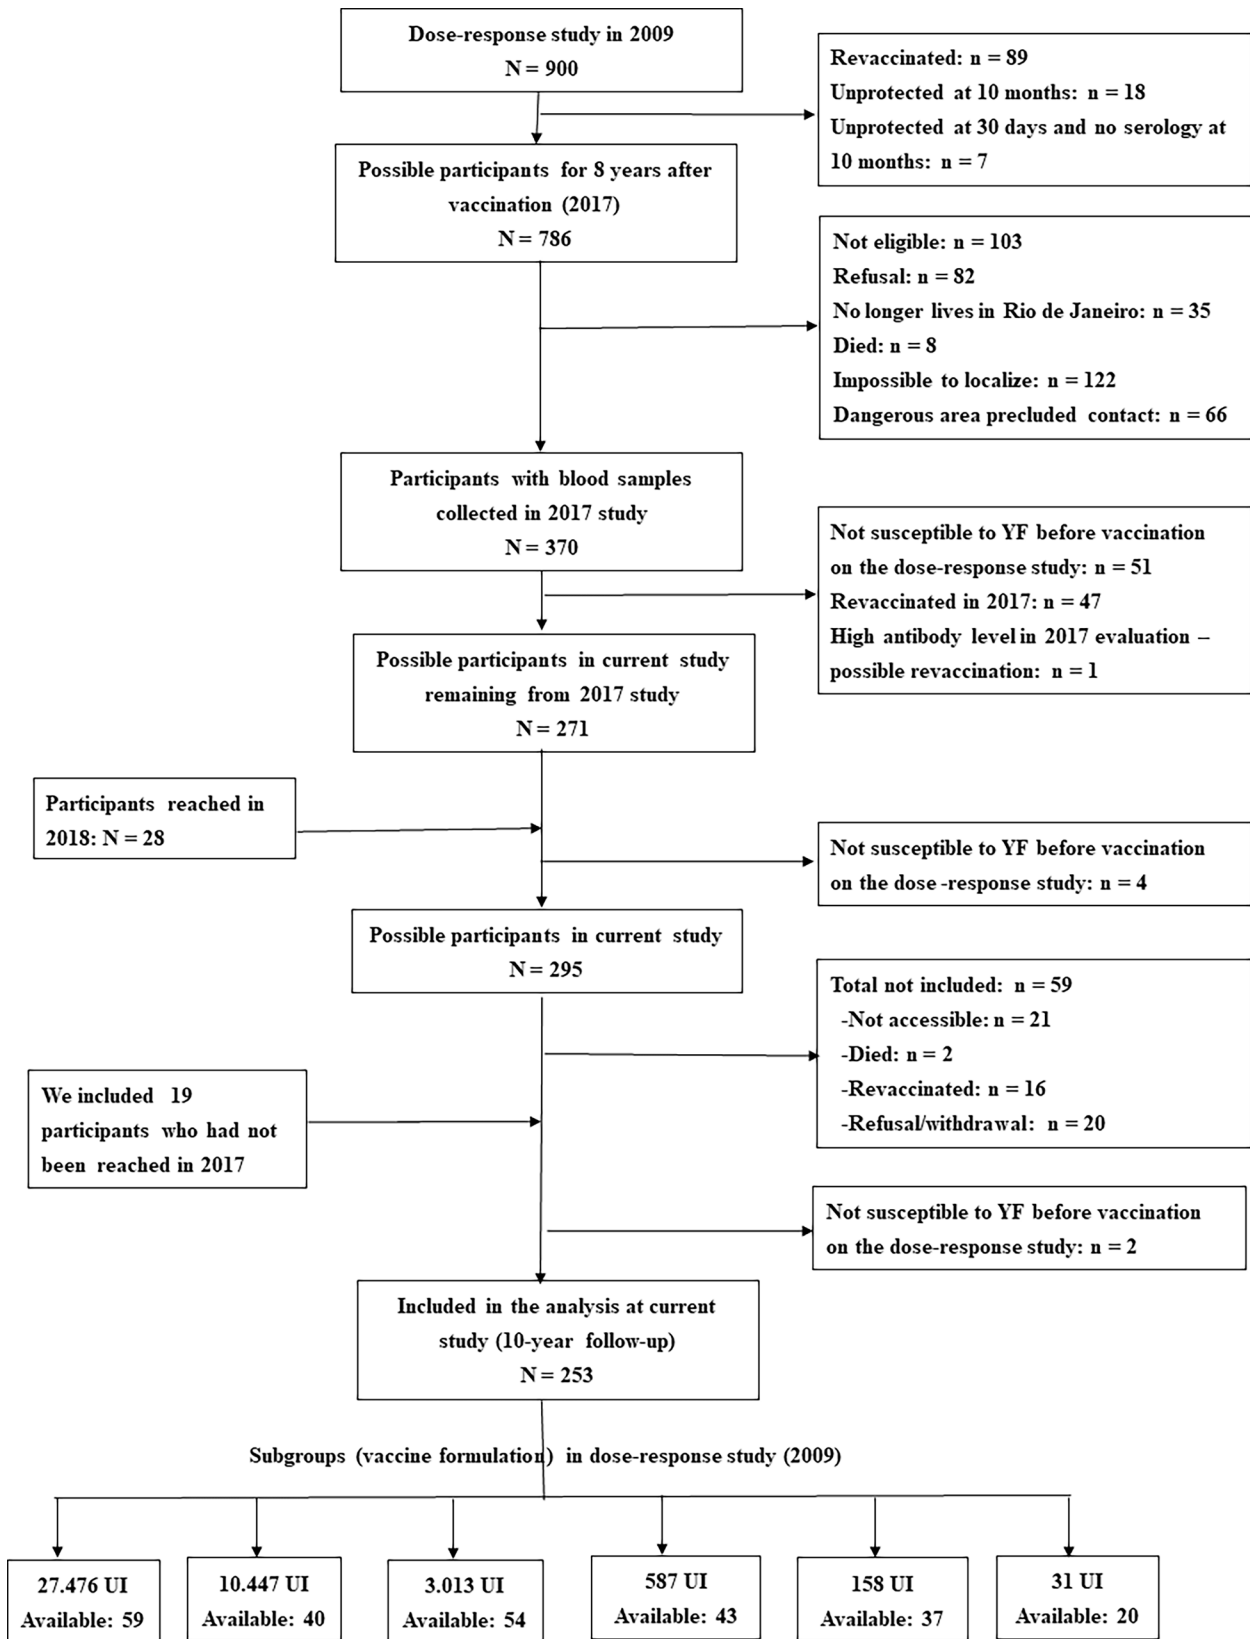 Dose-response study in 2009
N = 900
Revaccinated: n = 89
Unprotected at 10 months: n = 18
Unprotected at 30 days and no serology at
10 months: n = 7
Possible participants for 8 years after
vaccination (2017)
N = 786
Not eligible: n = 103
Refusal: n = 82
No longer lives in Rio de Janeiro: n = 35
Died: n = 8
Impossible to localize: n = 122
Dangerous area precluded contact: n = 66
Participants with blood samples
collected in 2017 study
N = 370
Not susceptible to YF before vaccination
on the dose-response study: n = 51
Revaccinated in 2017: n = 47
High antibody level in 2017 evaluation –
possible revaccination: n = 1
Possible participants in current study
remaining from 2017 study
N = 271
Participants reached in
2018: N = 28
Not susceptible to YF before vaccination
on the dose -response study: n = 4
Possible participants in current study
N = 295
Total not included: n = 59
-Not accessible: n = 21
-Died: n = 2
-Revaccinated: n = 16
-Refusal/withdrawal: n = 20
We included 19
participants who had not
been reached in 2017
Not susceptible to YF before vaccination
on the dose-response study: n = 2
Included in the analysis at current
study (10-year follow-up)
N = 253
Subgroups (vaccine formulation) in dose-response study (2009)
27.476 UI
Available: 59
10.447 UI
Available: 40
3.013 UI
Available: 54
587 UI
Available: 43
158 UI
Available: 37
31 UI
Available: 20